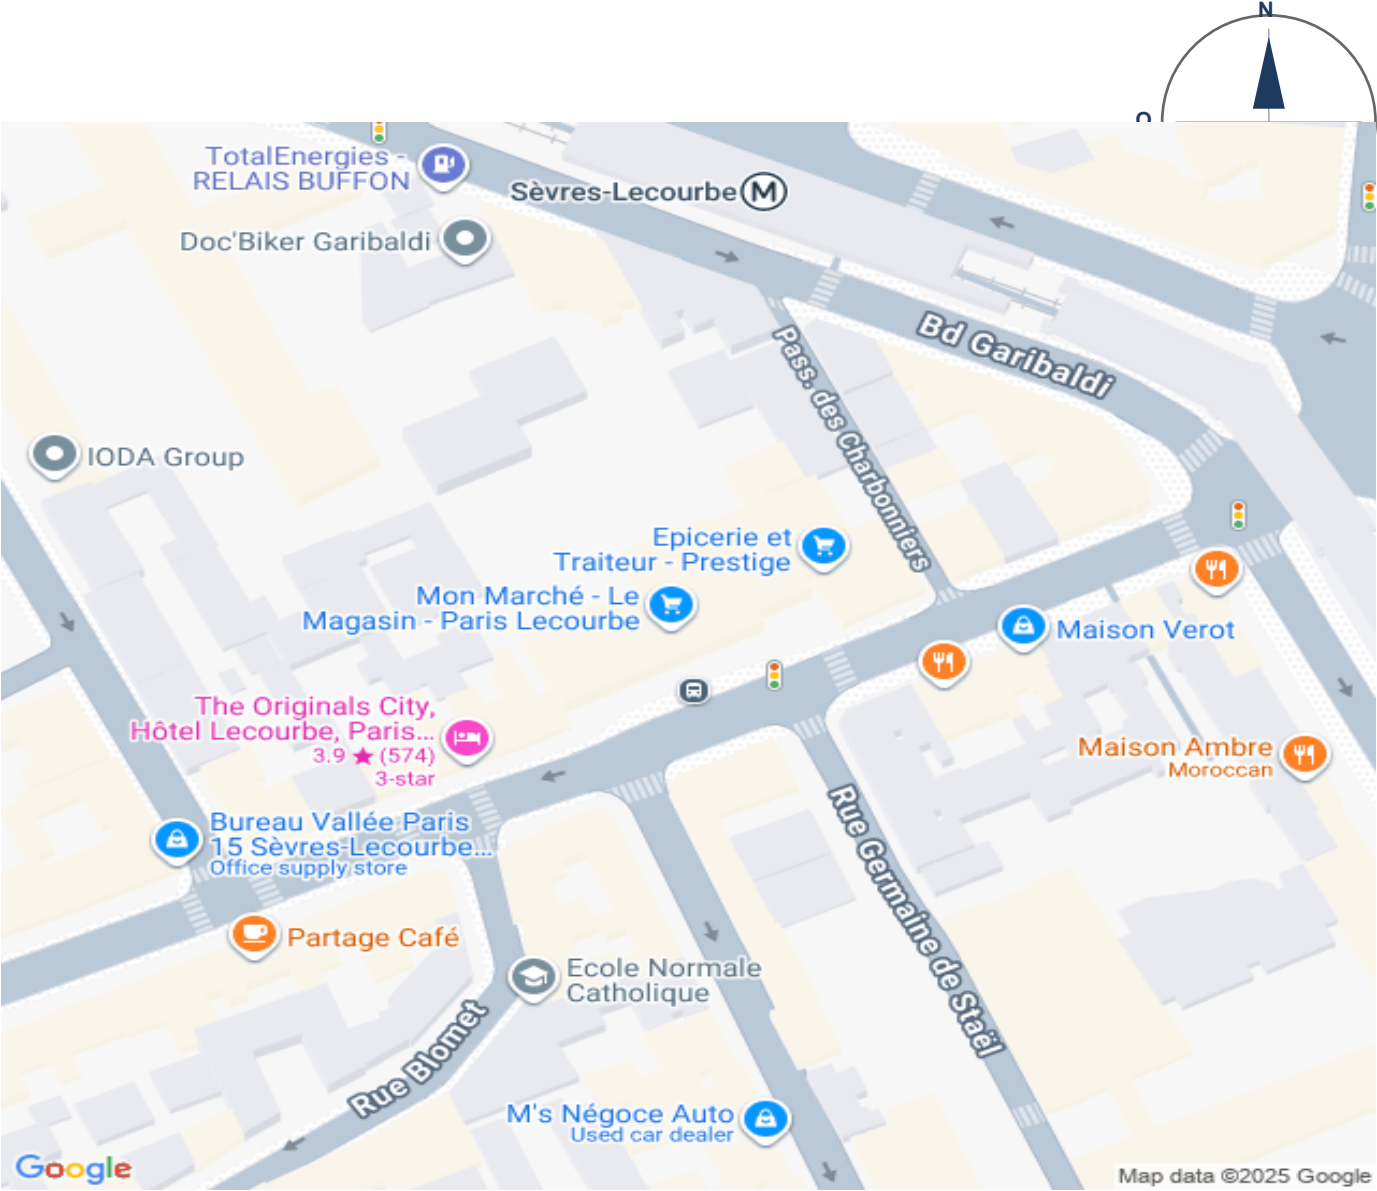 N
O
TotalEnergies -
RELAIS BUFFON
Sèvres-Lecourbe M
Doc'Biker Garibaldi
Bd Garibaldi
Pass. des Charbonniers
IODA Group
Epicerie et
Traiteur - Prestige
Mon Marché - Le
Magasin - Paris Lecourbe
Maison Verot
The Originals City,
Hôtel Lecourbe, Paris...
3.9 ★ (574)
3-star
Maison Ambre
Moroccan
Bureau Vallée Paris
15 Sèvres-Lecourbe...
Office supply store
Rue Germaine de Staël
Partage Café
Ecole Normale
Catholique
Rue Blomet
M's Négoce Auto
Used car dealer
Google
Map data ©2025 Google